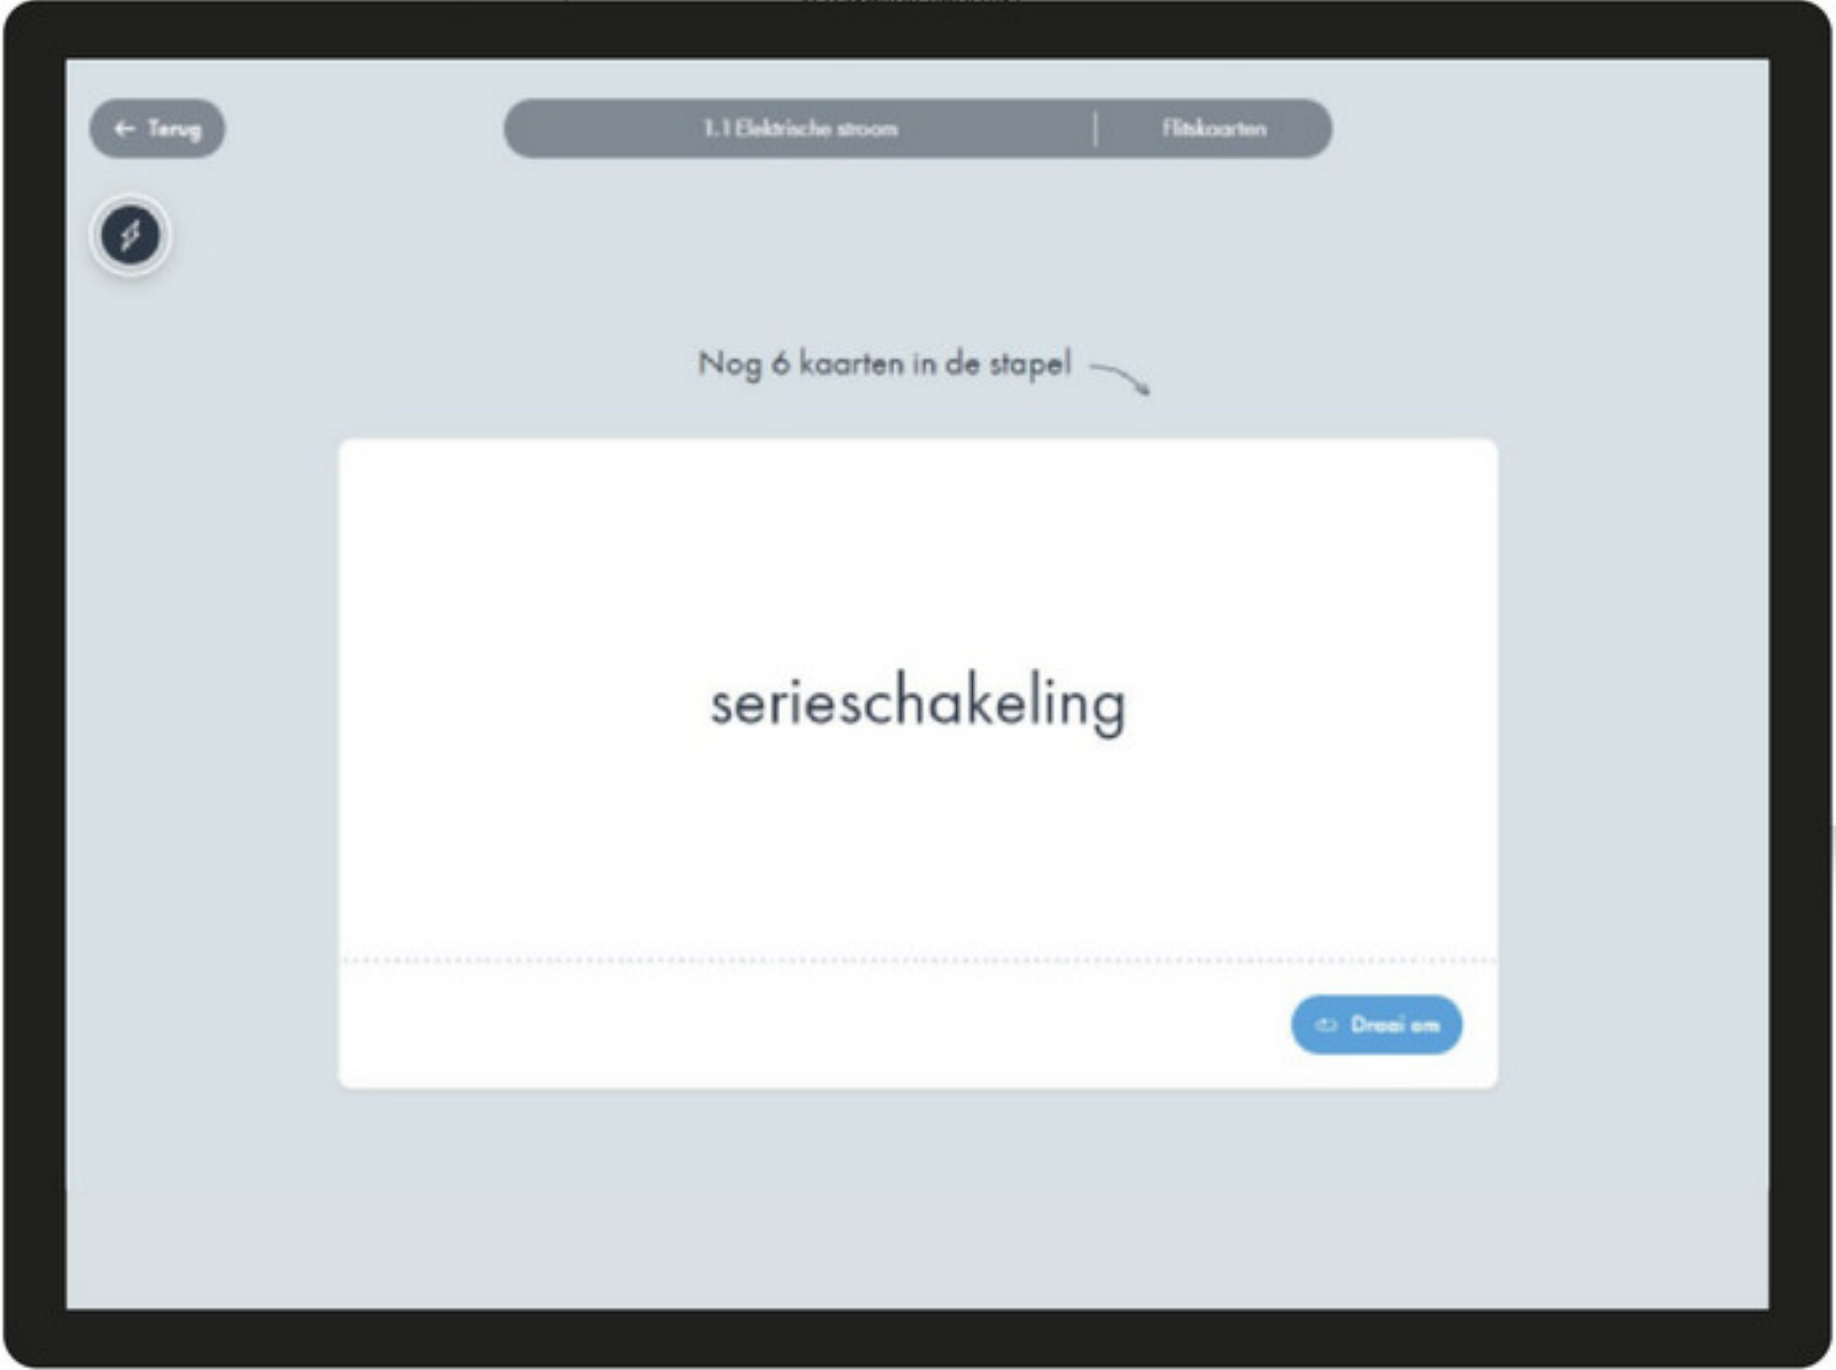 Terug
1.1 Elektrische stroom
Flitskaarten
Nog 6 kaarten in de stapel
serieschakeling
Draai om